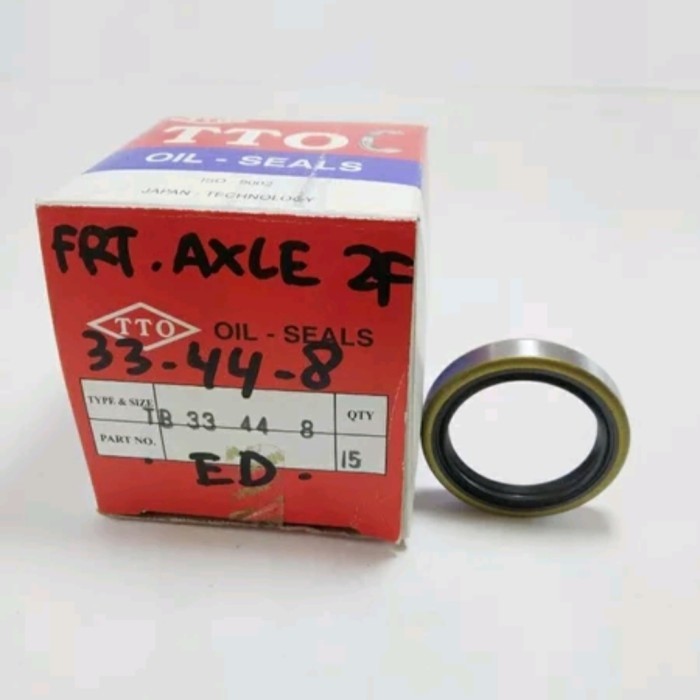 TTO C
OIL - SEALS
ISO - 9002
JAPAN - TECHNOLOGY
FRT. AXLE 2F
TTO OIL - SEALS
33-44-8
TYPE & SIZE TB 33 44 8 QTY
PART NO. 15
ED.